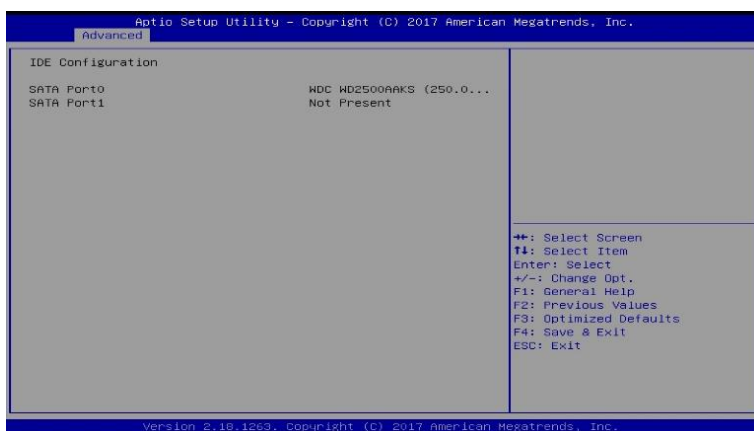 Aptio Setup Utility – Copyright (C) 2017 American Megatrends, Inc.
Advanced
IDE Configuration
SATA Port0 WDC WD2500AAKS (250.0...
SATA Port1 Not Present
→←: Select Screen
↑↓: Select Item
Enter: Select
+/-: Change Opt.
F1: General Help
F2: Previous Values
F3: Optimized Defaults
F4: Save & Exit
ESC: Exit
Version 2.18.1263. Copyright (C) 2017 American Megatrends, Inc.